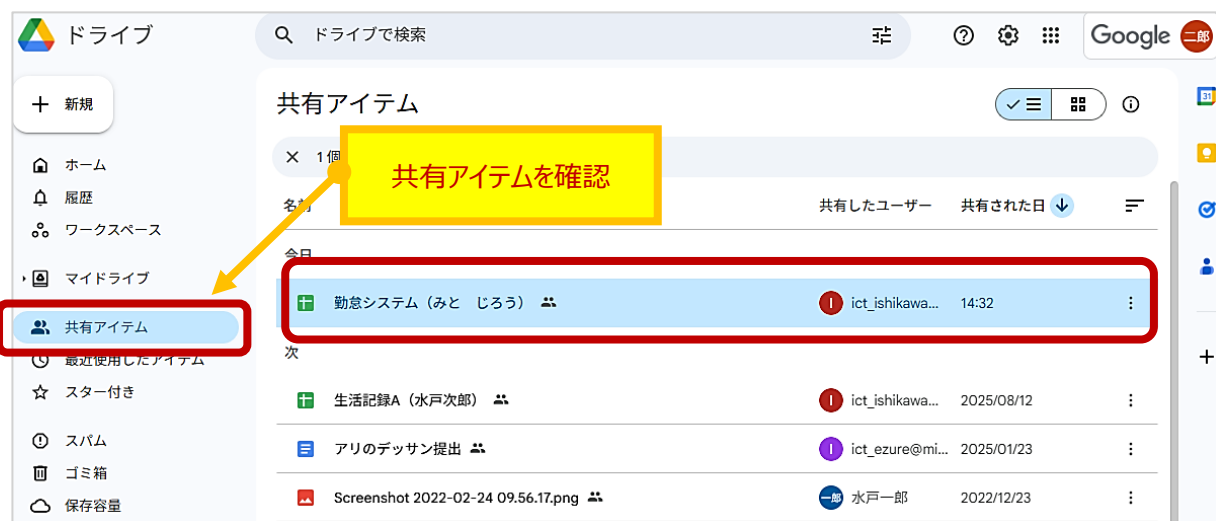 ドライブ
ドライブで検索
Google
二郎
新規
共有アイテム
31
ホーム
1個
共有アイテムを確認
履歴
名前
共有したユーザー
共有された日
ワークスペース
今日
マイドライブ
勤怠システム（みと　じろう）
I
ict_ishikawa...
14:32
共有アイテム
次
最近使用したアイテム
スター付き
生活記録A（水戸次郎）
I
ict_ishikawa...
2025/08/12
スパム
アリのデッサン提出
I
ict_ezure@mi...
2025/01/23
ゴミ箱
Screenshot 2022-02-24 09.56.17.png
一郎
水戸一郎
2022/12/23
保存容量